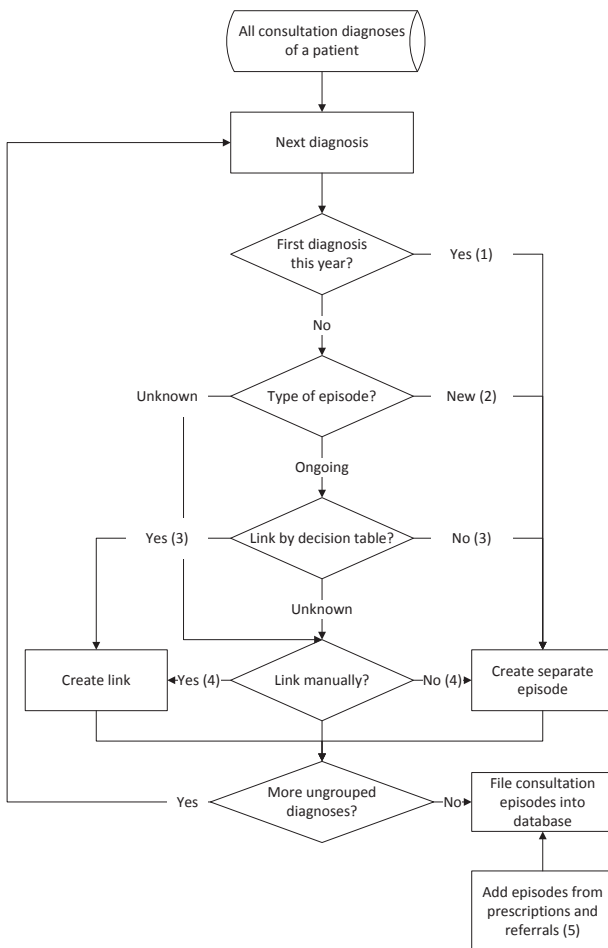 All consultation diagnoses
of a patient
Next diagnosis
First diagnosis
this year?
Yes (1)
No
Unknown
Type of episode?
New (2)
Ongoing
Yes (3)
Link by decision table?
No (3)
Unknown
Create link
Yes (4)
Link manually?
No (4)
Create separate
episode
Yes
More ungrouped
diagnoses?
No
File consultation
episodes into
database
Add episodes from
prescriptions and
referrals (5)